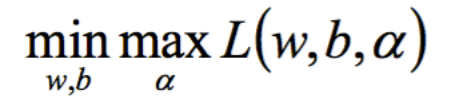 min max L(w,b,α)
w,b α